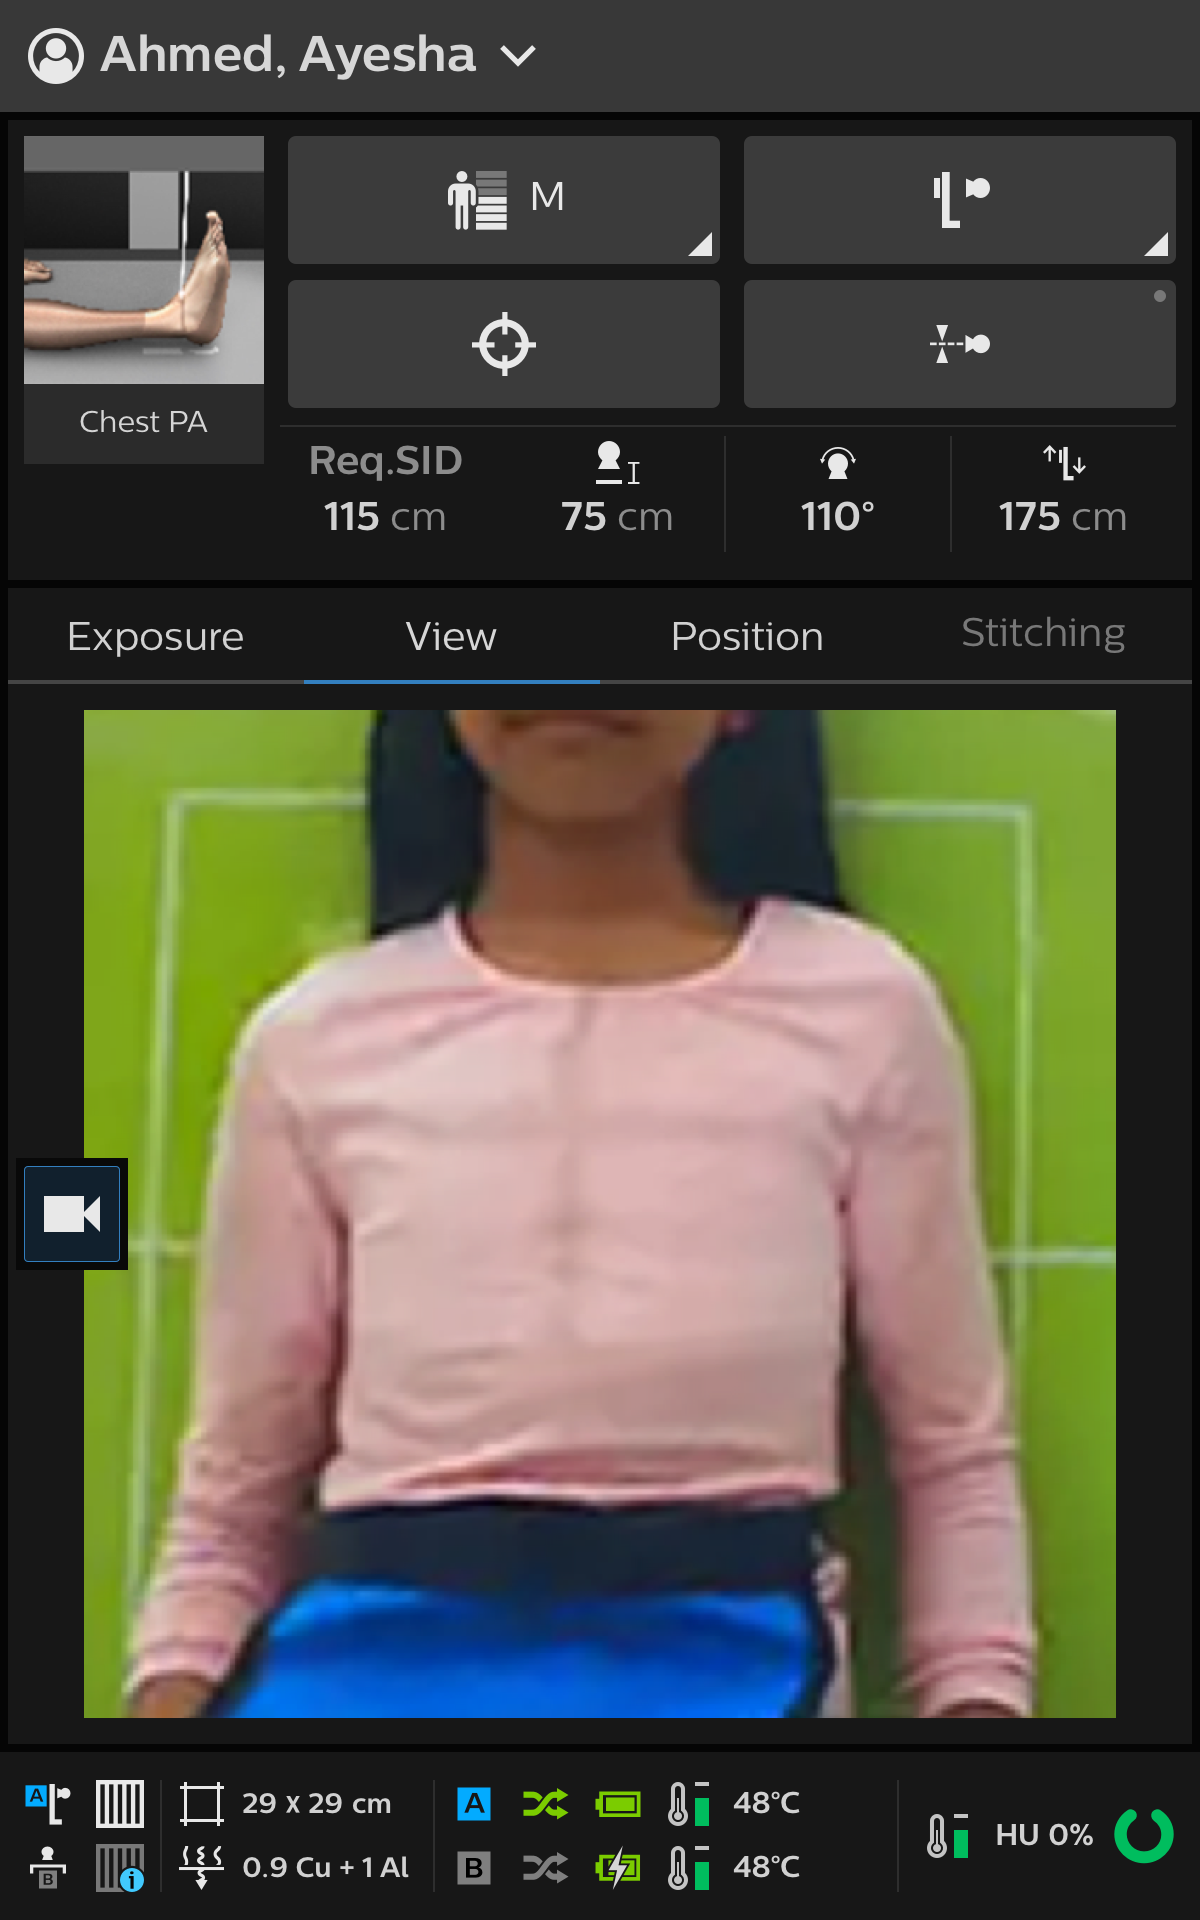 Ahmed, Ayesha
M
Chest PA
Req.SID
115 cm
75 cm
110°
175 cm
Exposure
View
Position
Stitching
A
29 x 29 cm
A
48°C
B
i
0.9 Cu + 1 Al
B
48°C
HU 0%